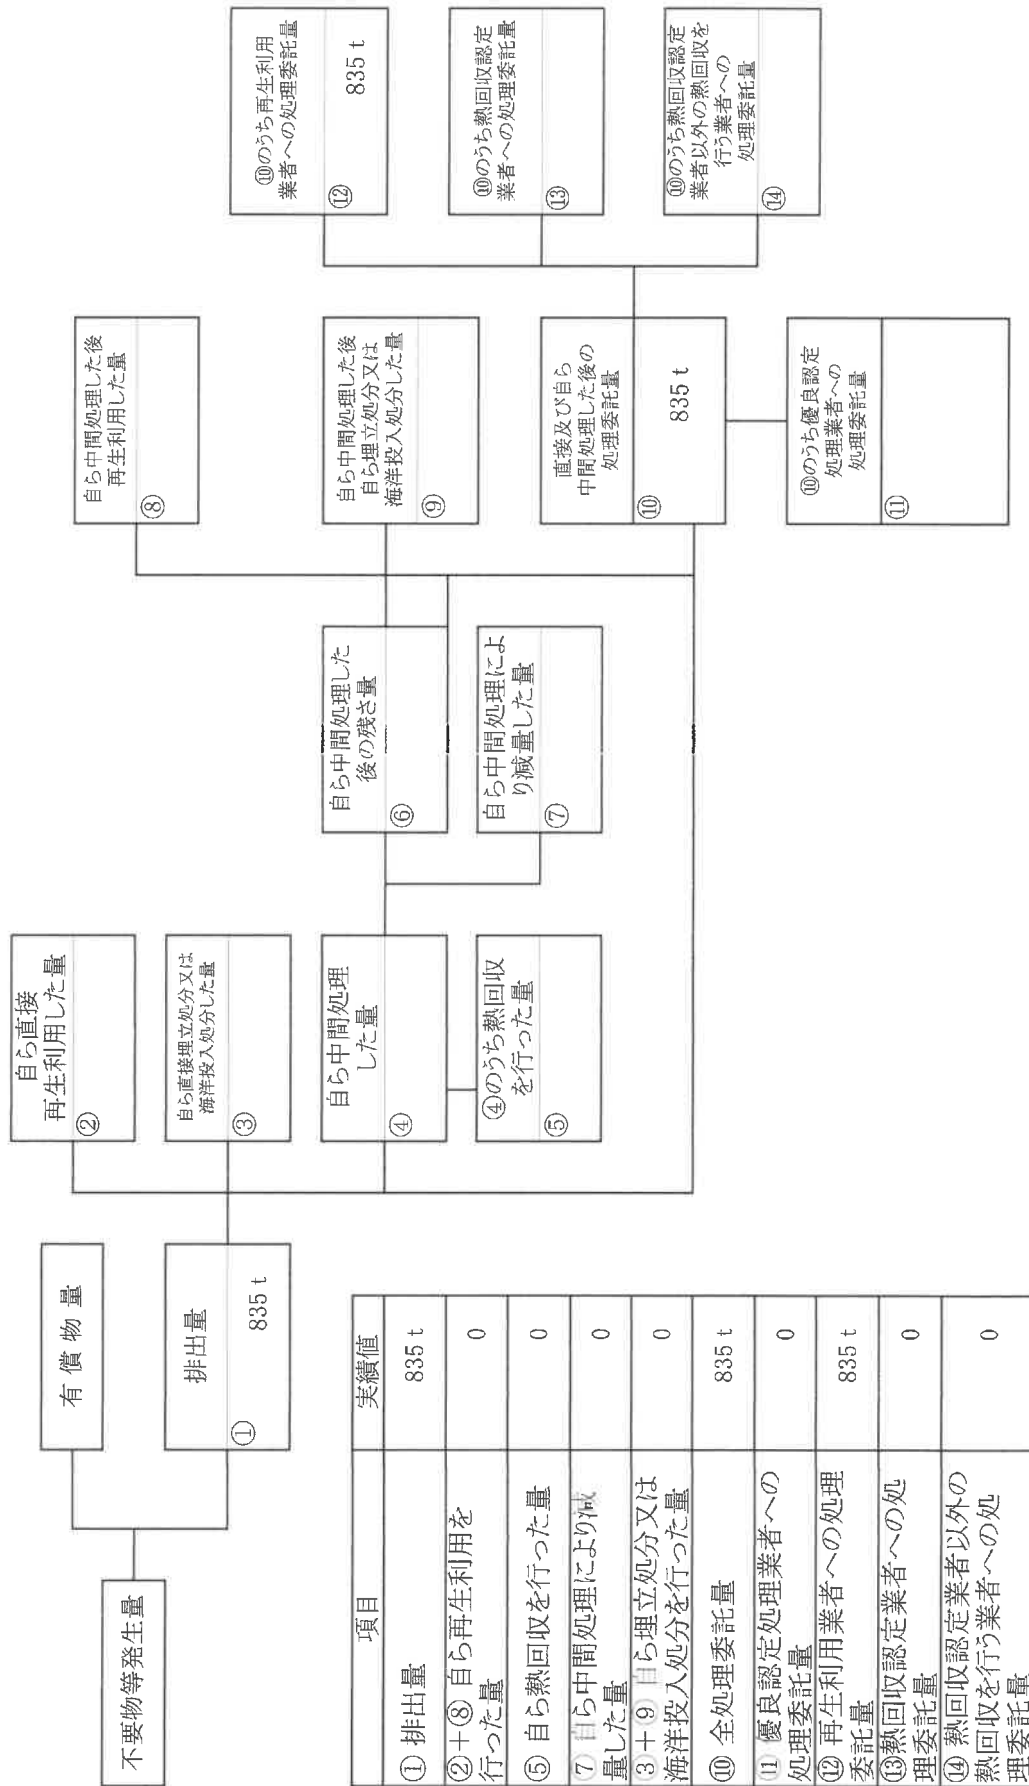 不要物等発生量
有償物量
排出量
①
835 t
自ら直接
再生利用した量
②
自ら直接埋立処分又は
海洋投入処分した量
③
自ら中間処理
した量
④
④のうち熱回収
を行った量
⑤
自ら中間処理した
後の残さ量
⑥
自ら中間処理によ
り減量した量
⑦
自ら中間処理した後
再生利用した量
⑧
自ら中間処理した後
自ら埋立処分又は
海洋投入処分した量
⑨
直接及び自ら
中間処理した後の
処理委託量
⑩
835 t
⑩のうち優良認定
処理業者への
処理委託量
⑪
⑩のうち再生利用
業者への処理委託量
⑫
835 t
⑩のうち熱回収認定
業者への処理委託量
⑬
⑩のうち熱回収認定
業者以外の熱回収を
行う業者への
処理委託量
⑭
項目 実績値
① 排出量 835 t
②+⑧ 自ら再生利用を
行った量 0
⑤ 自ら熱回収を行った量 0
⑦ 自ら中間処理により減
量した量 0
③+⑨ 自ら埋立処分又は
海洋投入処分を行った量 0
⑩ 全処理委託量 835 t
⑪ 優良認定処理業者への
処理委託量 0
⑫ 再生利用業者への処理
委託量 835 t
⑬熱回収認定業者への処
理委託量 0
⑭ 熱回収認定業者以外の
熱回収を行う業者への処
理委託量 0